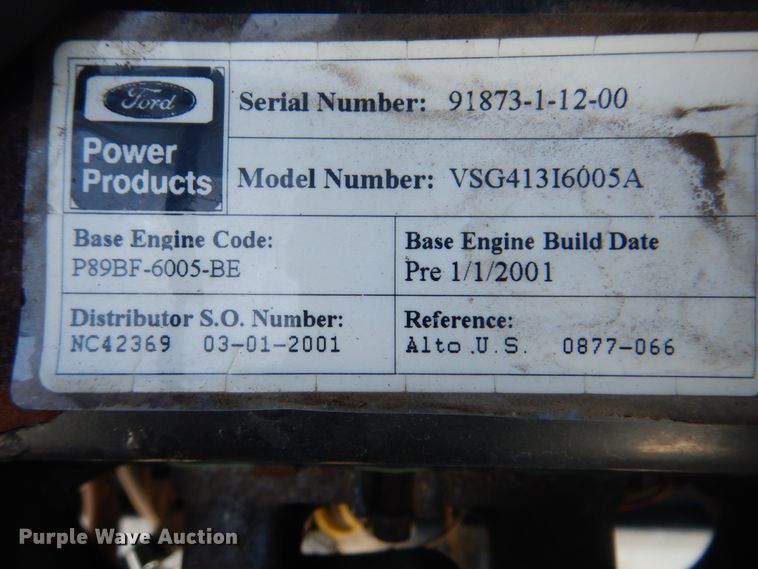 Ford
Power
Products
Serial Number: 91873-1-12-00
Model Number: VSG413I6005A
Base Engine Code:
P89BF-6005-BE
Base Engine Build Date
Pre 1/1/2001
Distributor S.O. Number:
NC42369 03-01-2001
Reference:
Alto U.S. 0877-066
Purple Wave Auction